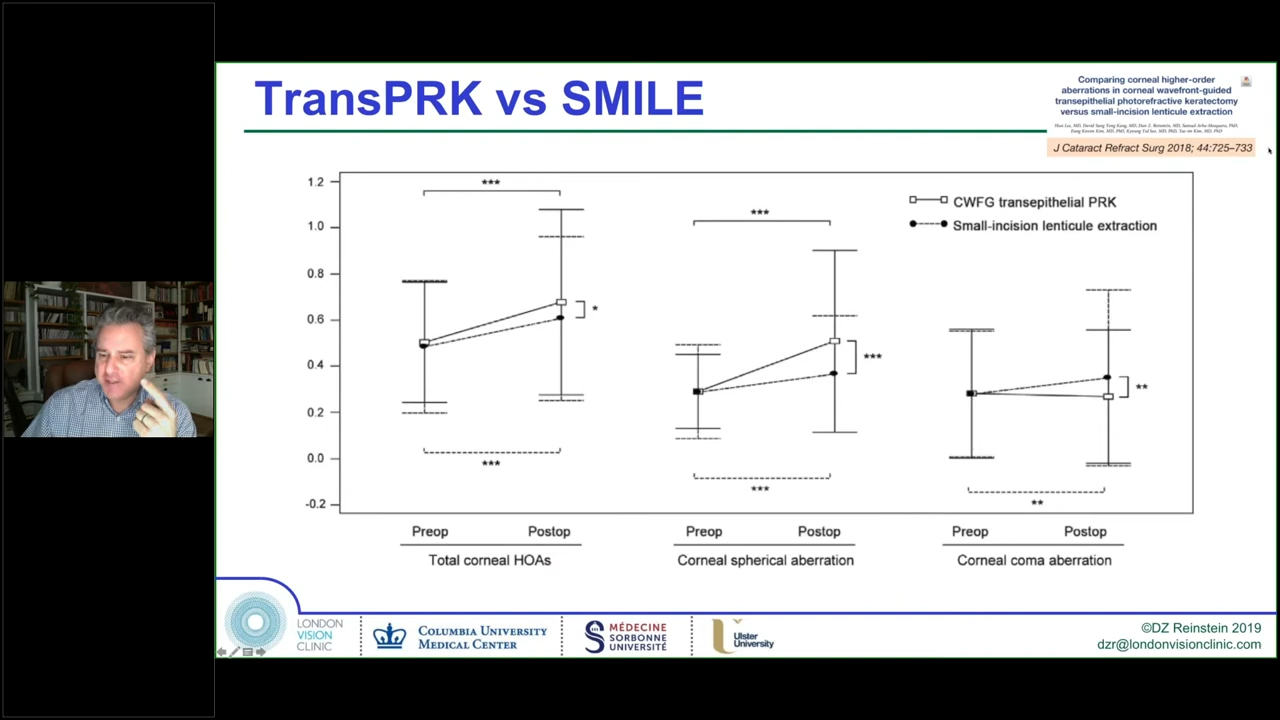 TransPRK vs SMILE
Comparing corneal higher-order
aberrations in corneal wavefront-guided
transepithelial photorefractive keratectomy
versus small-incision lenticule extraction
J Cataract Refract Surg 2018; 44:725–733
1.2
1.0
0.8
0.6
0.4
0.2
0.0
-0.2
***
***
***
***
*
***
**
**
CWFG transepithelial PRK
Small-incision lenticule extraction
Preop Postop
Total corneal HOAs
Preop Postop
Corneal spherical aberration
Preop Postop
Corneal coma aberration
LONDON
VISION
CLINIC
COLUMBIA UNIVERSITY
MEDICAL CENTER
MÉDECINE
SORBONNE
UNIVERSITÉ
Ulster
University
©DZ Reinstein 2019
dzr@londonvisionclinic.com